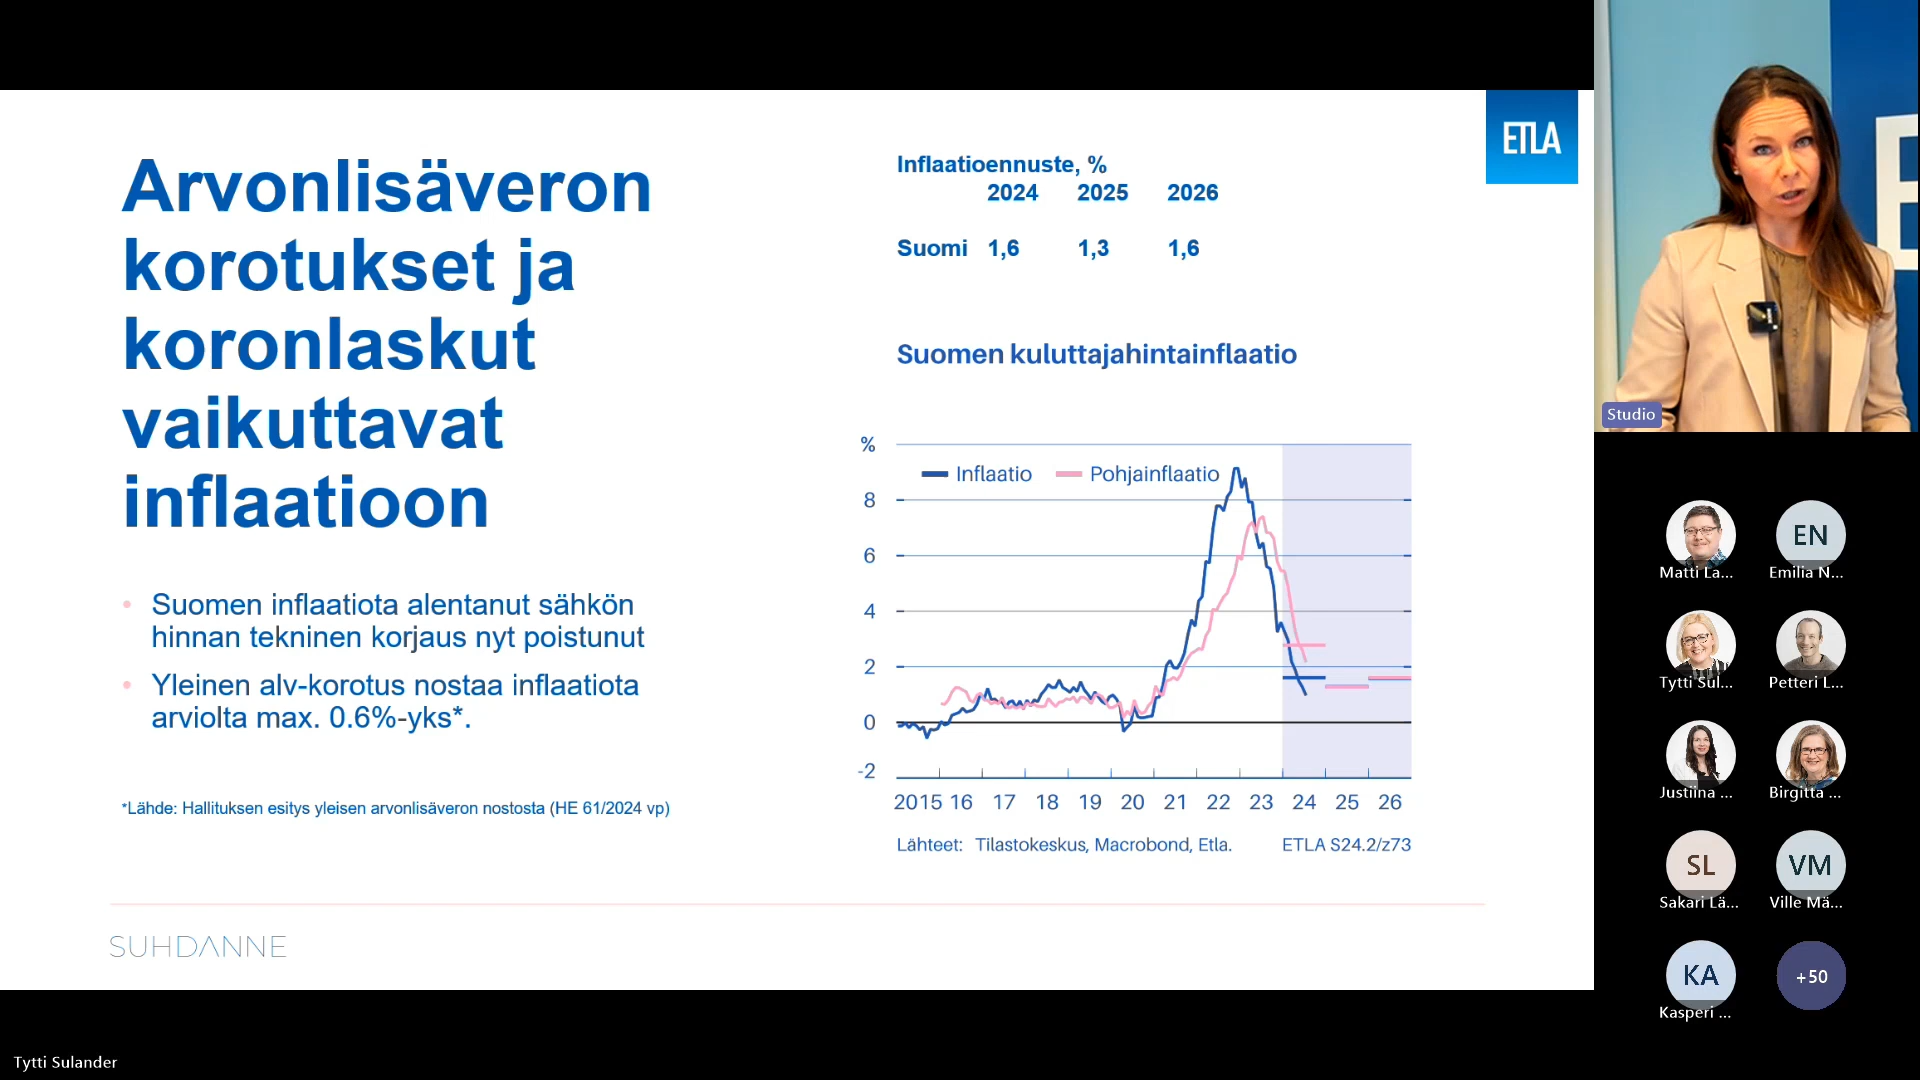 Arvonlisäveron
korotukset ja
koronlaskut
vaikuttavat
inflaatioon
• Suomen inflaatiota alentanut sähkön
hinnan tekninen korjaus nyt poistunut
• Yleinen alv-korotus nostaa inflaatiota
arviolta max. 0.6%-yks*.
*Lähde: Hallituksen esitys yleisen arvonlisäveron nostosta (HE 61/2024 vp)
SUHDANNE
Inflaatioennuste, %
2024 2025 2026
Suomi 1,6 1,3 1,6
Suomen kuluttajahintainflaatio
%
Inflaatio Pohjainflaatio
8
6
4
2
0
-2
2015 16 17 18 19 20 21 22 23 24 25 26
Lähteet: Tilastokeskus, Macrobond, Etla. ETLA S24.2/z73
ETLA
E
Studio
Matti La...
EN
Emilia N...
Tytti Sul...
Petteri L...
Justiina ...
Birgitta ...
SL
Sakari Lä...
VM
Ville Mä...
KA
Kasperi ...
+50
Tytti Sulander